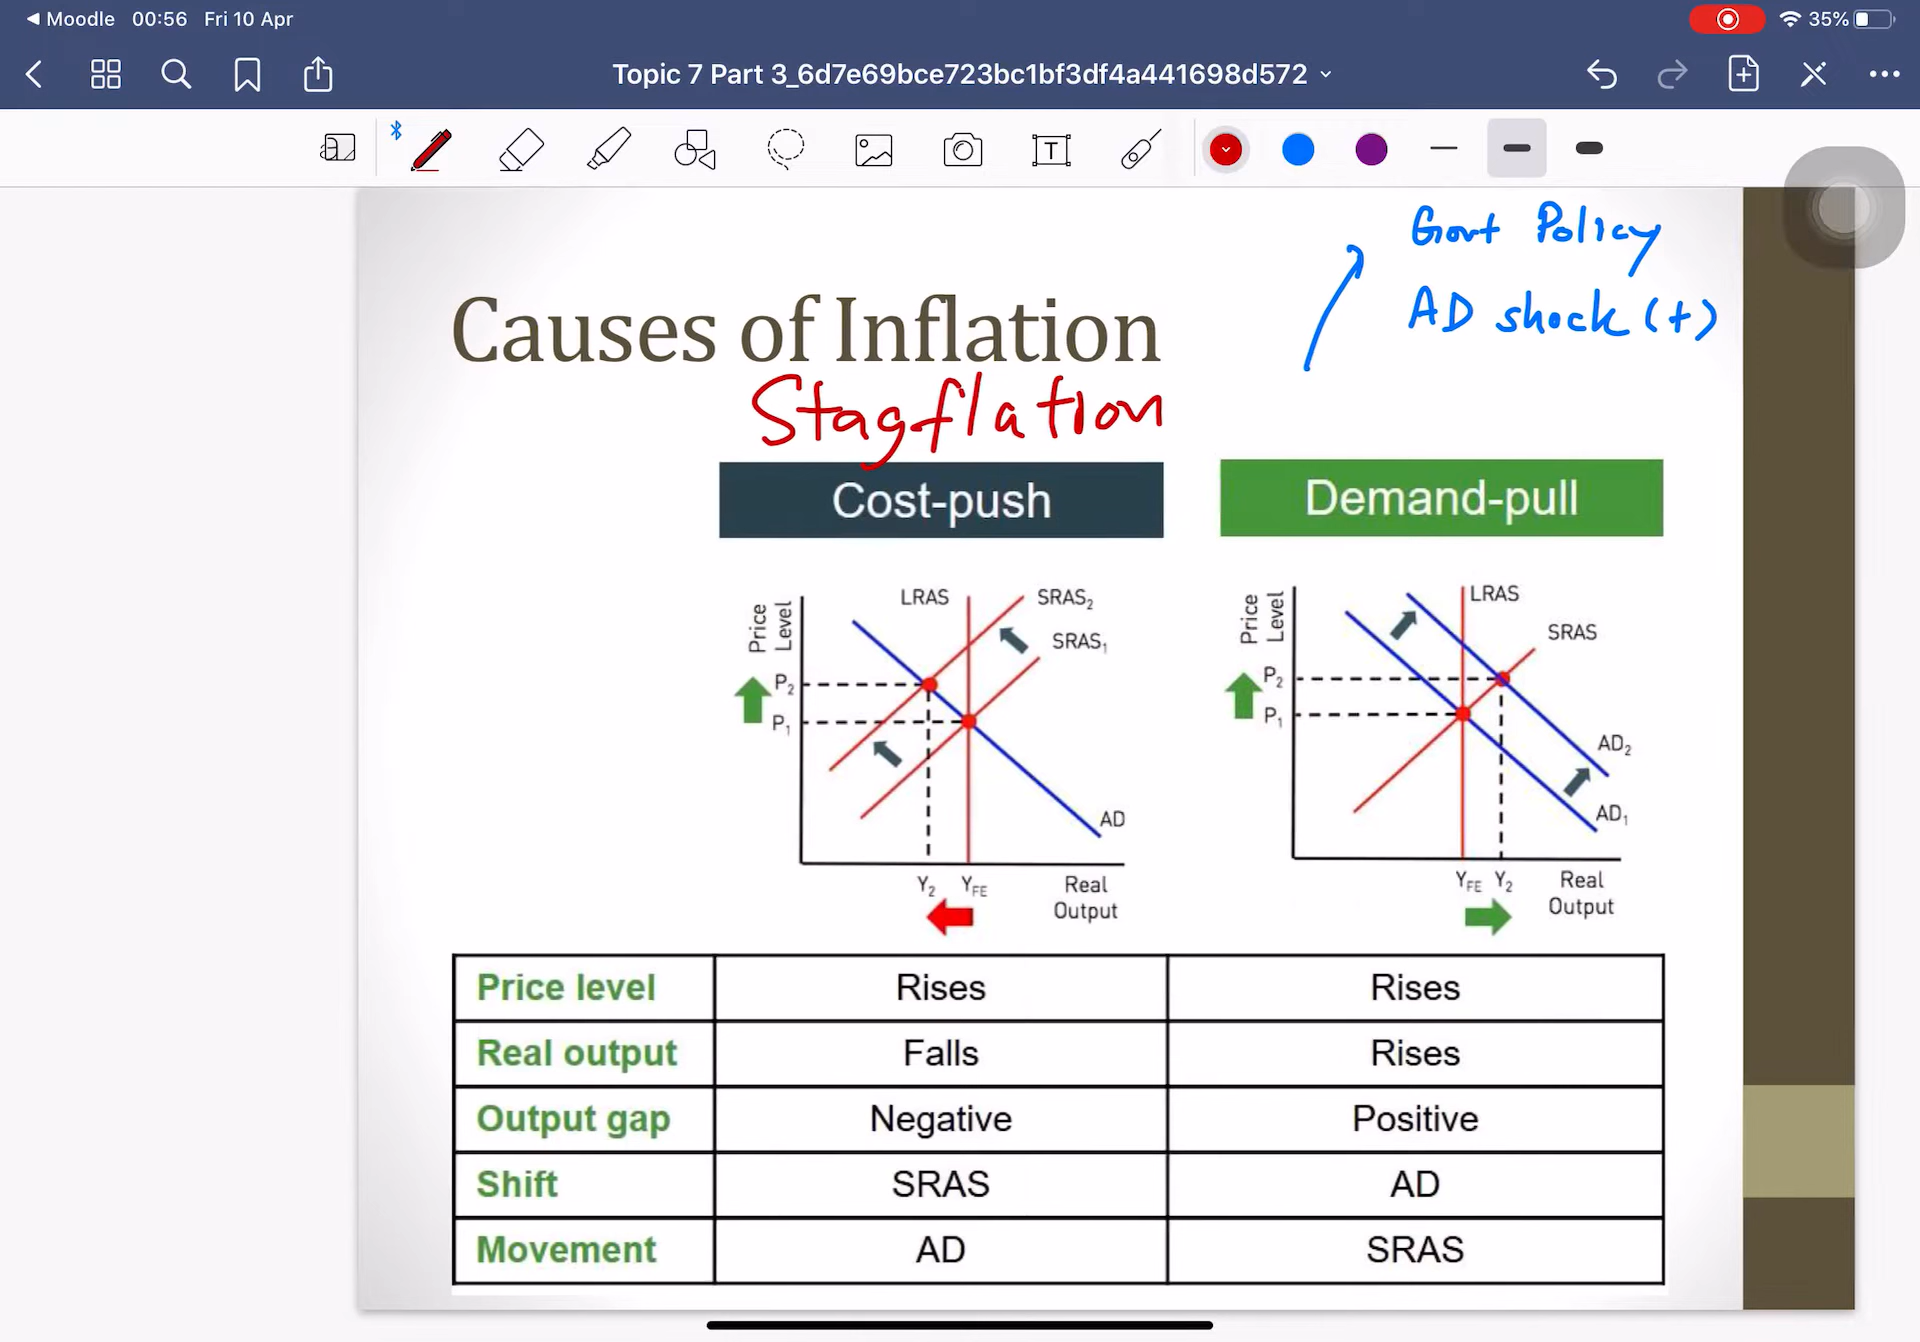 Moodle 00:56 Fri 10 Apr 35%
Topic 7 Part 3_6d7e69bce723bc1bf3df4a441698d572
a
T
Govt Policy
AD shock (+)
Causes of Inflation
Stagflation
Cost-push
Price Level
LRAS
SRAS₂
SRAS₁
P₂
P₁
AD
Y₂ Y_FE
Real
Output
Demand-pull
Price Level
LRAS
SRAS
P₂
P₁
AD₂
AD₁
Y_FE Y₂
Real
Output
Price level Rises Rises
Real output Falls Rises
Output gap Negative Positive
Shift SRAS AD
Movement AD SRAS